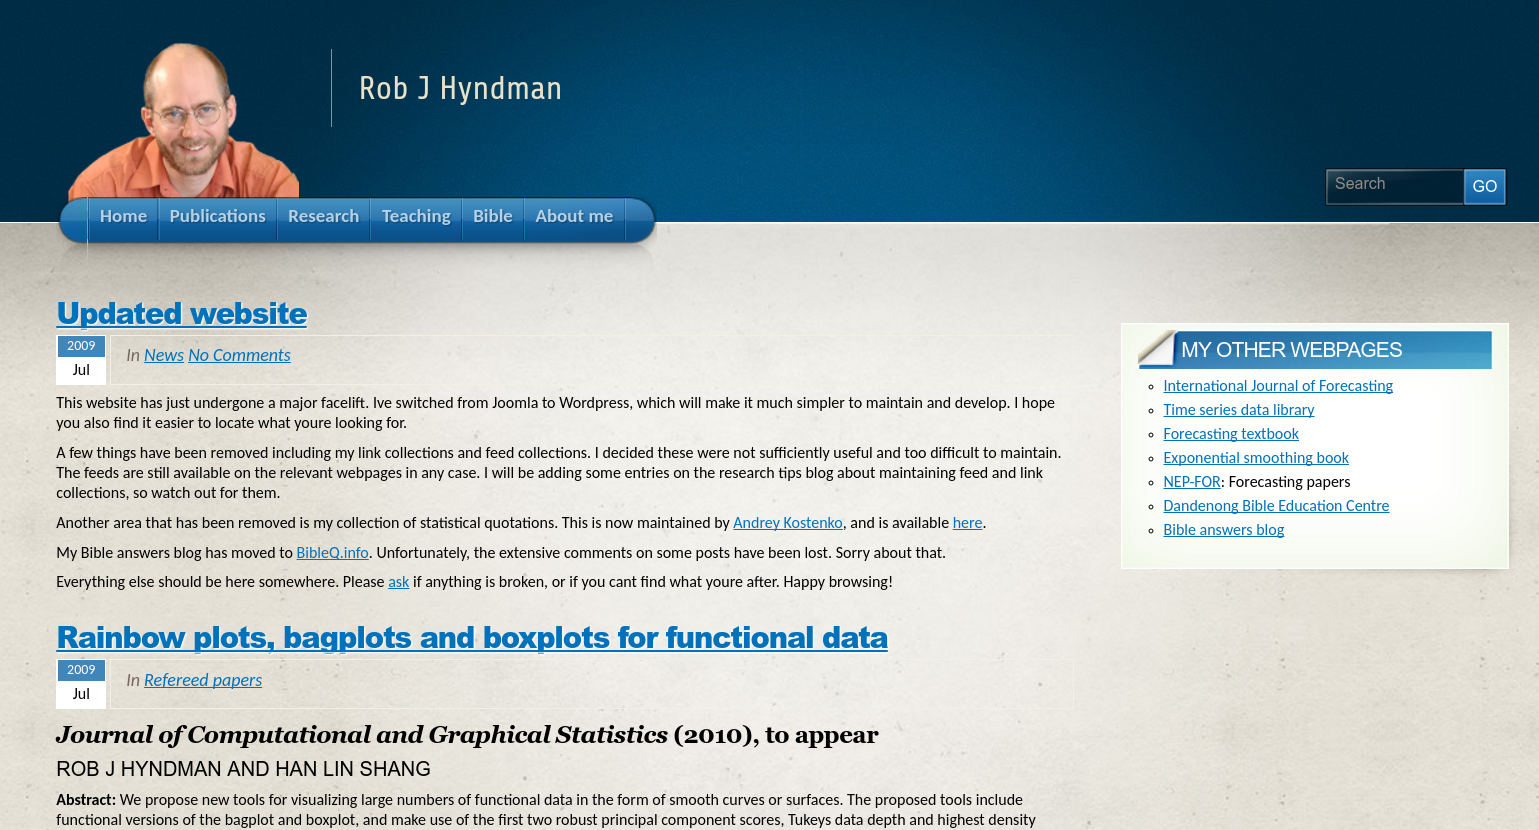 Rob J Hyndman
Search
GO
Home Publications Research Teaching Bible About me
Updated website
2009
Jul
In News No Comments
This website has just undergone a major facelift. Ive switched from Joomla to Wordpress, which will make it much simpler to maintain and develop. I hope
you also find it easier to locate what youre looking for.
A few things have been removed including my link collections and feed collections. I decided these were not sufficiently useful and too difficult to maintain.
The feeds are still available on the relevant webpages in any case. I will be adding some entries on the research tips blog about maintaining feed and link
collections, so watch out for them.
Another area that has been removed is my collection of statistical quotations. This is now maintained by Andrey Kostenko, and is available here.
My Bible answers blog has moved to BibleQ.info. Unfortunately, the extensive comments on some posts have been lost. Sorry about that.
Everything else should be here somewhere. Please ask if anything is broken, or if you cant find what youre after. Happy browsing!
Rainbow plots, bagplots and boxplots for functional data
2009
Jul
In Refereed papers
Journal of Computational and Graphical Statistics (2010), to appear
ROB J HYNDMAN AND HAN LIN SHANG
Abstract: We propose new tools for visualizing large numbers of functional data in the form of smooth curves or surfaces. The proposed tools include
functional versions of the bagplot and boxplot, and make use of the first two robust principal component scores, Tukeys data depth and highest density
MY OTHER WEBPAGES
International Journal of Forecasting
Time series data library
Forecasting textbook
Exponential smoothing book
NEP-FOR: Forecasting papers
Dandenong Bible Education Centre
Bible answers blog